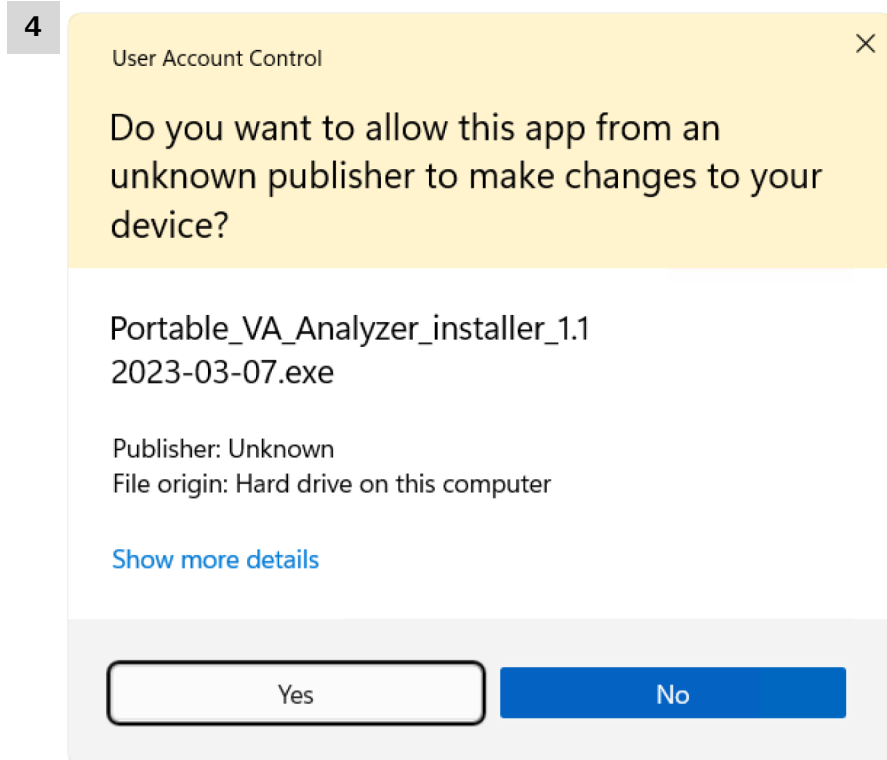 4
User Account Control
Do you want to allow this app from an
unknown publisher to make changes to your
device?
Portable_VA_Analyzer_installer_1.1
2023-03-07.exe
Publisher: Unknown
File origin: Hard drive on this computer
Show more details
Yes
No